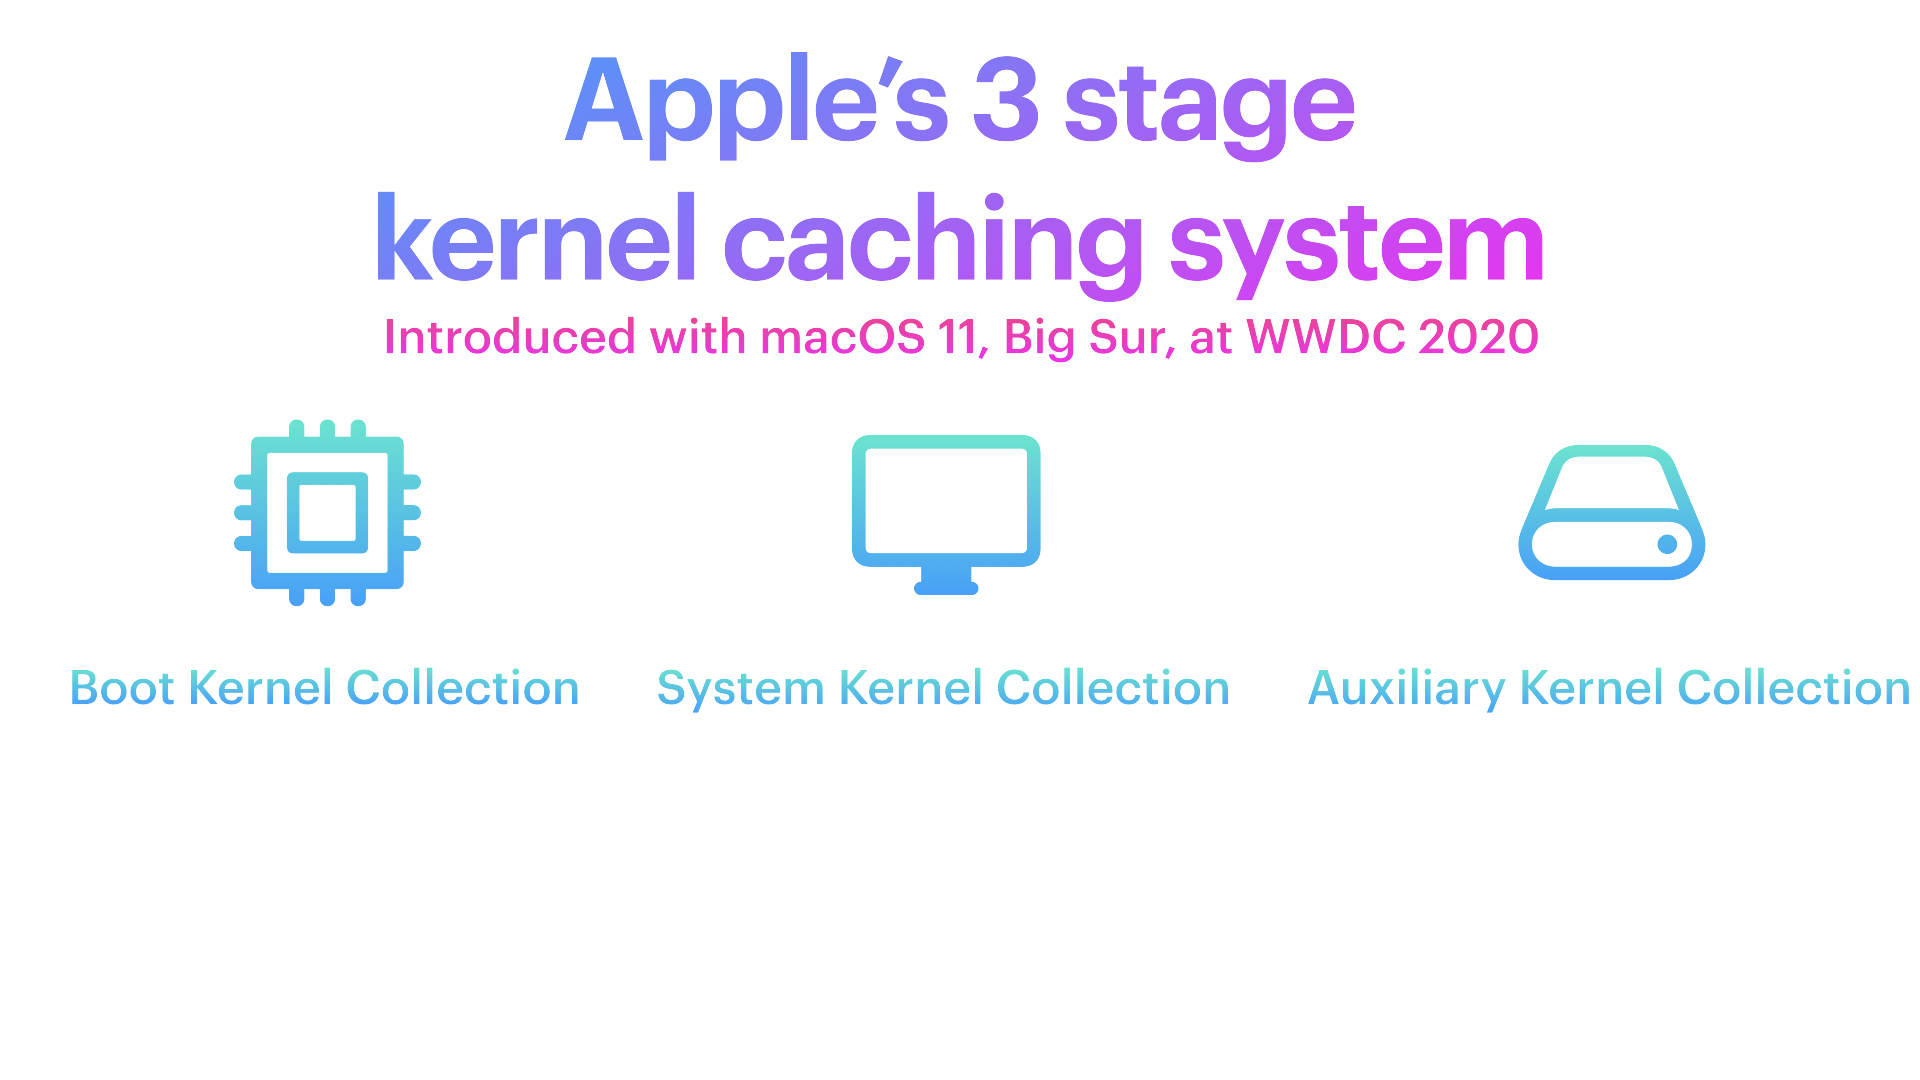 Apple’s 3 stage
kernel caching system
Introduced with macOS 11, Big Sur, at WWDC 2020
Boot Kernel Collection
System Kernel Collection
Auxiliary Kernel Collection